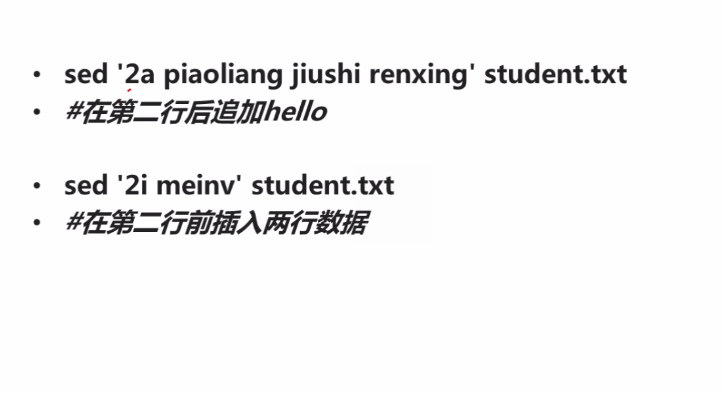 • sed '2a piaoliang jiushi renxing' student.txt
• #在第二行后追加hello
• sed '2i meinv' student.txt
• #在第二行前插入两行数据